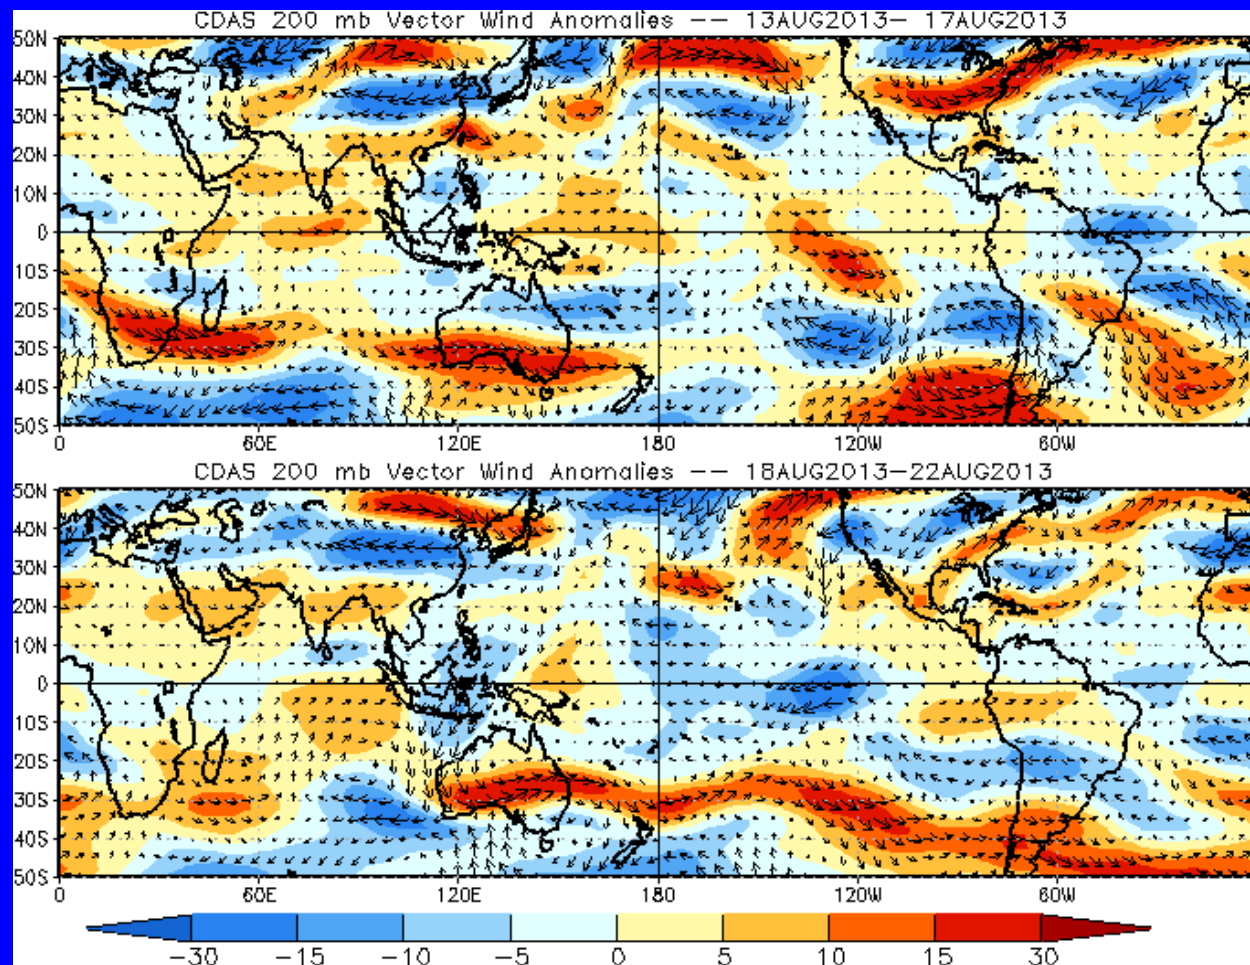 CDAS 200 mb Vector Wind Anomalies -- 13AUG2013- 17AUG2013
50N
40N
30N
20N
10N
0
10S
20S
30S
40S
50S
0 60E 120E 180 120W 60W
CDAS 200 mb Vector Wind Anomalies -- 18AUG2013-22AUG2013
50N
40N
30N
20N
10N
0
10S
20S
30S
40S
50S
0 60E 120E 180 120W 60W
-30 -15 -10 -5 0 5 10 15 30